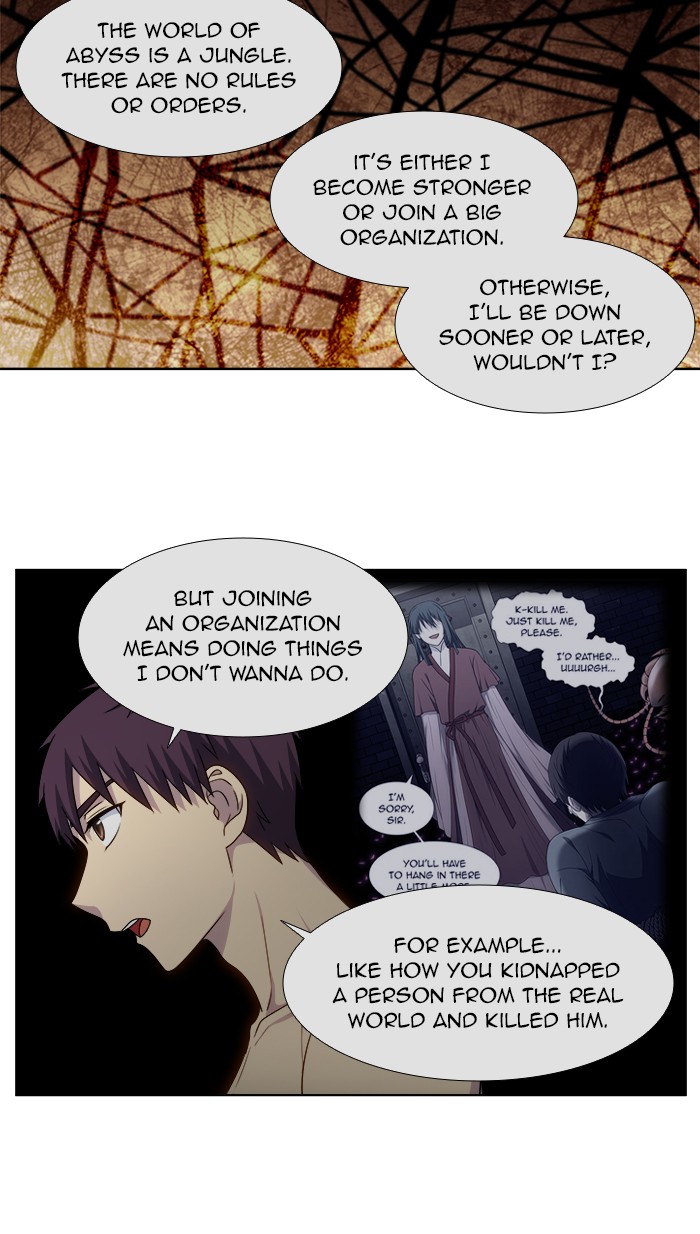 THE WORLD OF
ABYSS IS A JUNGLE.
THERE ARE NO RULES
OR ORDERS.
IT'S EITHER I
BECOME STRONGER
OR JOIN A BIG
ORGANIZATION.
OTHERWISE,
I'LL BE DOWN
SOONER OR LATER,
WOULDN'T I?
BUT JOINING
AN ORGANIZATION
MEANS DOING THINGS
I DON'T WANNA DO.
K-KILL ME.
JUST KILL ME,
PLEASE.
I'D RATHER...
UUUURGH...
I'M
SORRY,
SIR.
YOU'LL HAVE
TO HANG IN THERE
A LITTLE MORE
FOR EXAMPLE...
LIKE HOW YOU KIDNAPPED
A PERSON FROM THE REAL
WORLD AND KILLED HIM.